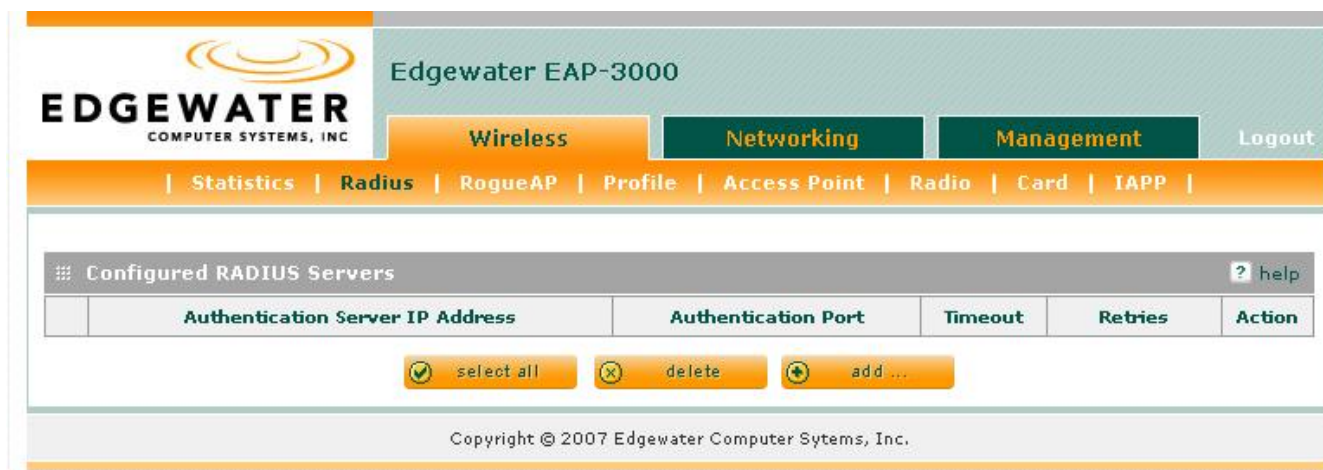 EDGEWATER
COMPUTER SYSTEMS, INC
Edgewater EAP-3000
Wireless Networking Management Logout
| Statistics | Radius | RogueAP | Profile | Access Point | Radio | Card | IAPP |
Configured RADIUS Servers ? help
Authentication Server IP Address Authentication Port Timeout Retries Action
select all delete add ...
Copyright © 2007 Edgewater Computer Sytems, Inc.